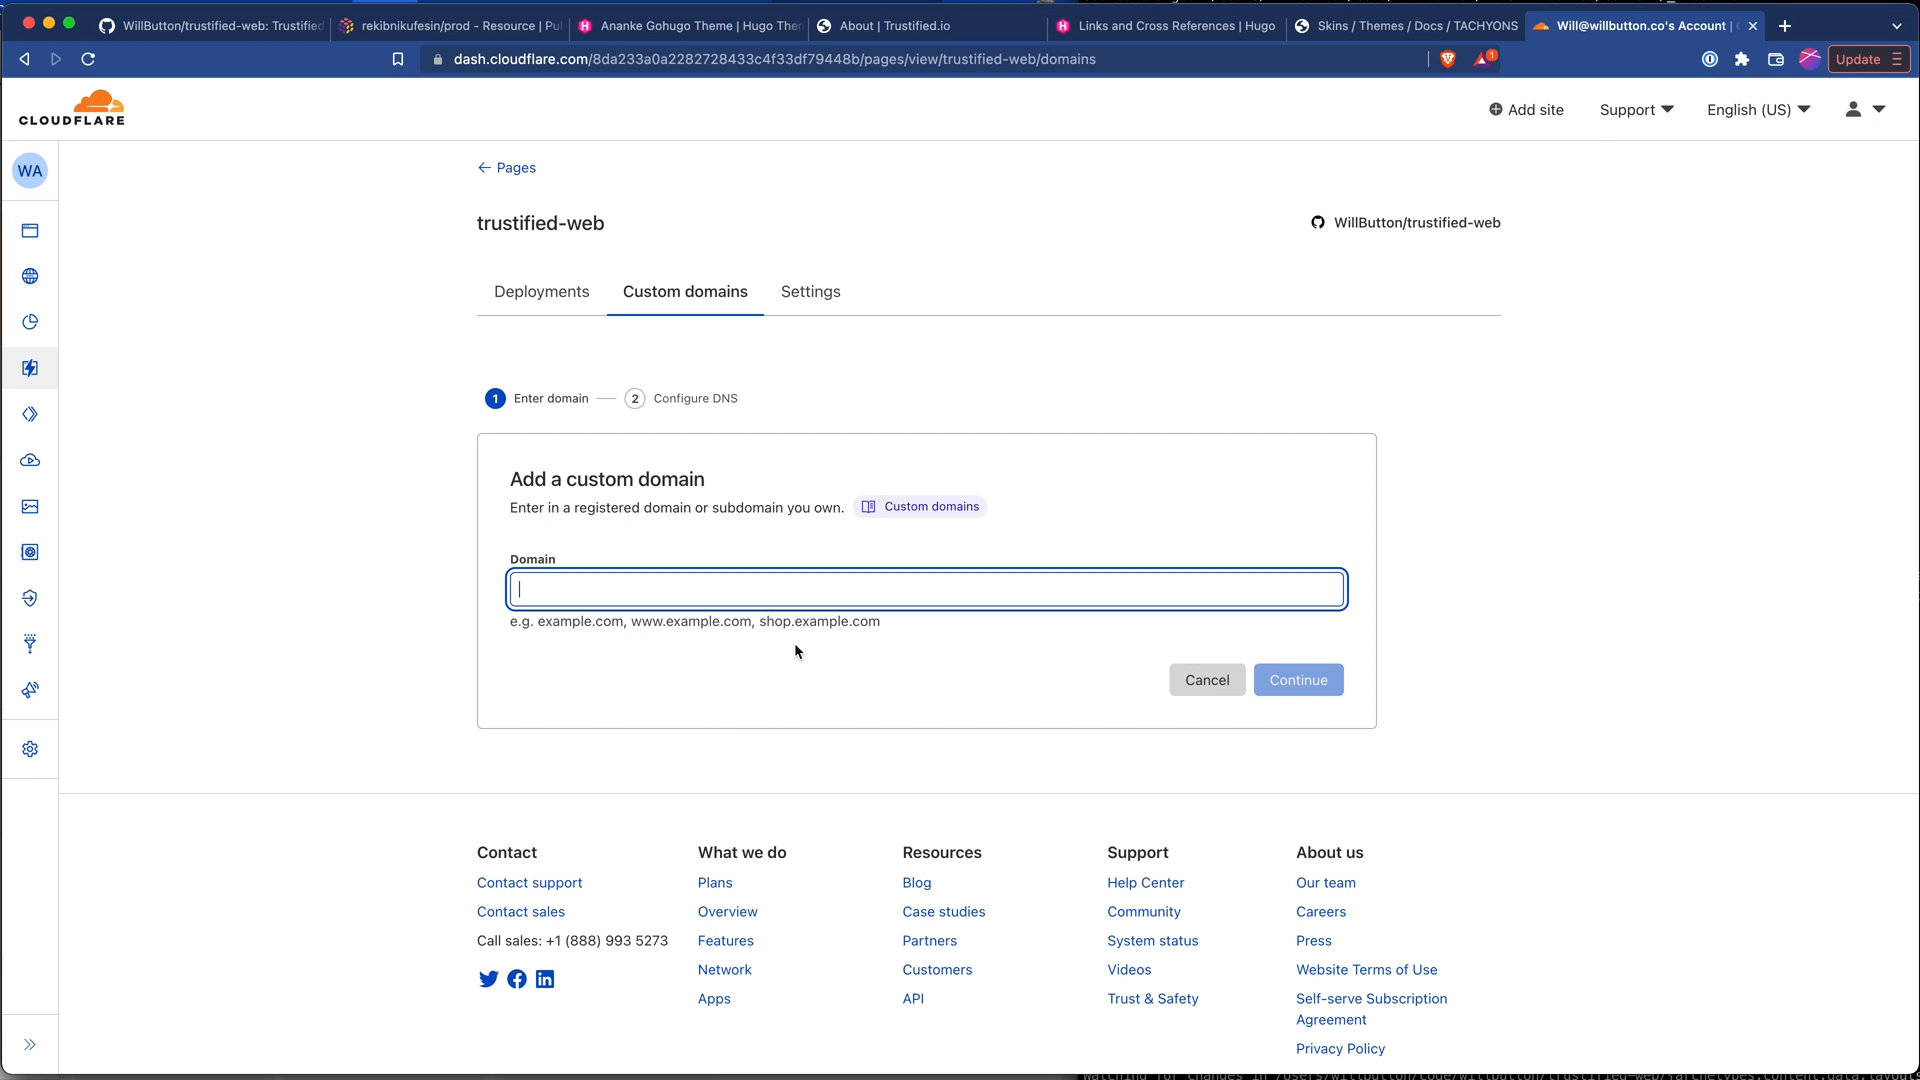 WillButton/trustified-web: Trustified
rekibnikufesin/prod - Resource | Pu
Ananke Gohugo Theme | Hugo The
About | Trustified.io
Links and Cross References | Hugo
Skins / Themes / Docs / TACHYONS
Will@willbutton.co's Account |
dash.cloudflare.com/8da233a0a2282728433c4f33df79448b/pages/view/trustified-web/domains
1
Update
CLOUDFLARE
Add site
Support
English (US)
WA
← Pages
trustified-web
WillButton/trustified-web
Deployments
Custom domains
Settings
1 Enter domain
2 Configure DNS
Add a custom domain
Enter in a registered domain or subdomain you own.
Custom domains
Domain
e.g. example.com, www.example.com, shop.example.com
Cancel
Continue
Contact
Contact support
Contact sales
Call sales: +1 (888) 993 5273
What we do
Plans
Overview
Features
Network
Apps
Resources
Blog
Case studies
Partners
Customers
API
Support
Help Center
Community
System status
Videos
Trust & Safety
About us
Our team
Careers
Press
Website Terms of Use
Self-serve Subscription
Agreement
Privacy Policy